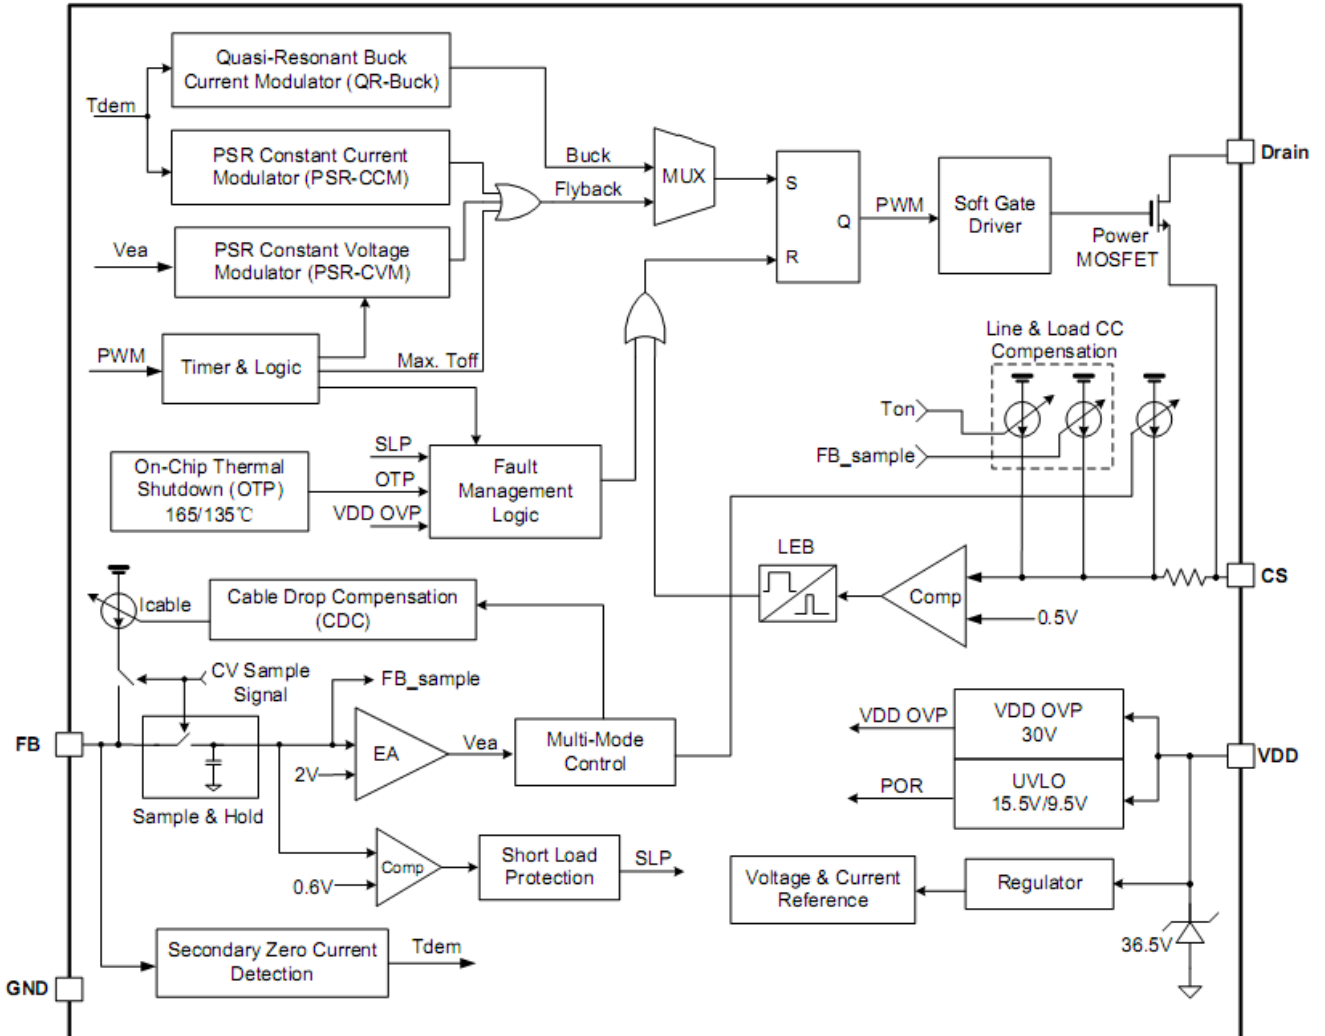 Quasi-Resonant Buck
Current Modulator (QR-Buck)
Tdem
PSR Constant Current
Modulator (PSR-CCM)
Buck
Flyback
MUX
S
R
Q
PWM
Soft Gate
Driver
Power
MOSFET
Drain
Vea
PSR Constant Voltage
Modulator (PSR-CVM)
PWM
Timer & Logic
Max. Toff
Line & Load CC
Compensation
Ton
FB_sample
SLP
OTP
VDD OVP
On-Chip Thermal
Shutdown (OTP)
165/135℃
Fault
Management
Logic
LEB
Comp
0.5V
CS
Icable
Cable Drop Compensation
(CDC)
CV Sample
Signal
FB_sample
FB
EA
2V
Vea
Multi-Mode
Control
Sample & Hold
VDD OVP
VDD OVP
30V
POR
UVLO
15.5V/9.5V
VDD
Comp
0.6V
Short Load
Protection
SLP
Voltage & Current
Reference
Regulator
36.5V
Secondary Zero Current
Detection
Tdem
GND